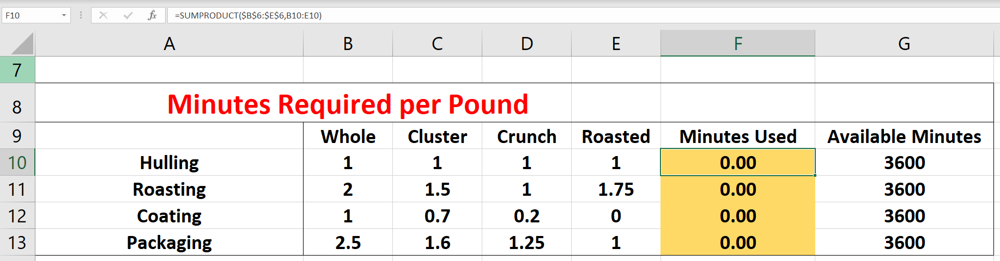 F10 fx =SUMPRODUCT($B$6:$E$6,B10:E10)
A B C D E F G
7
8 Minutes Required per Pound
9 Whole Cluster Crunch Roasted Minutes Used Available Minutes
10 Hulling 1 1 1 1 0.00 3600
11 Roasting 2 1.5 1 1.75 0.00 3600
12 Coating 1 0.7 0.2 0 0.00 3600
13 Packaging 2.5 1.6 1.25 1 0.00 3600